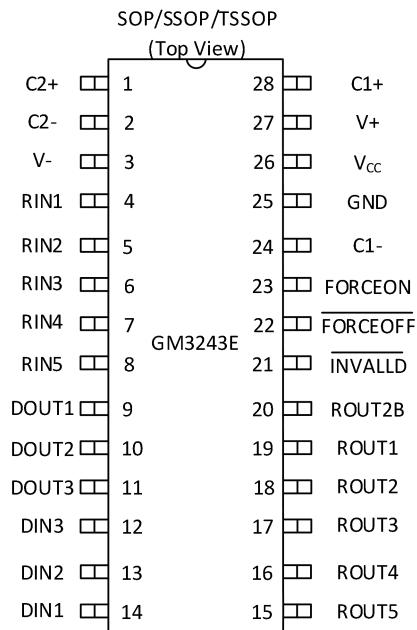 SOP/SSOP/TSSOP
(Top View)
C2+ 1 28 C1+
C2- 2 27 V+
V- 3 26 VCC
RIN1 4 25 GND
RIN2 5 24 C1-
RIN3 6 23 FORCEON
RIN4 7 22 FORCEOFF
GM3243E
RIN5 8 21 INVALLD
DOUT1 9 20 ROUT2B
DOUT2 10 19 ROUT1
DOUT3 11 18 ROUT2
DIN3 12 17 ROUT3
DIN2 13 16 ROUT4
DIN1 14 15 ROUT5